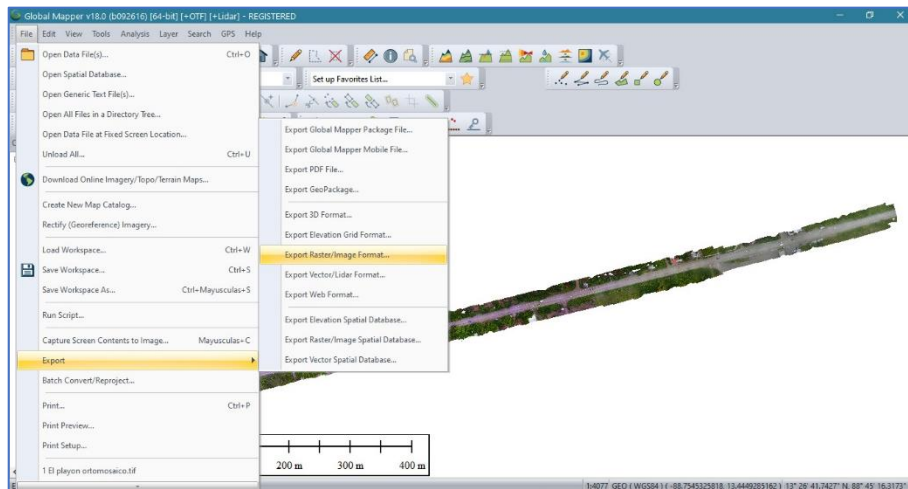 Global Mapper v18.0 (b092616) [64-bit] [+OTF] [+Lidar] - REGISTERED
File Edit View Tools Analysis Layer Search GPS Help
Open Data File(s)... Ctrl+O
Open Spatial Database...
Set up Favorites List...
Open Generic Text File(s)...
Open All Files in a Directory Tree...
Open Data File at Fixed Screen Location...
Unload All... Ctrl+U
Download Online Imagery/Topo/Terrain Maps...
Create New Map Catalog...
Rectify (Georeference) Imagery...
Load Workspace... Ctrl+W
Save Workspace... Ctrl+S
Save Workspace As... Ctrl+Mayusculas+S
Run Script...
Capture Screen Contents to Image... Mayusculas+C
Export
Batch Convert/Reproject...
Print... Ctrl+P
Print Preview...
Print Setup...
1 El playon ortomosaico.tif
Export Global Mapper Package File...
Export Global Mapper Mobile File...
Export PDF File...
Export GeoPackage...
Export 3D Format...
Export Elevation Grid Format...
Export Raster/Image Format...
Export Vector/Lidar Format...
Export Web Format...
Export Elevation Spatial Database...
Export Raster/Image Spatial Database...
Export Vector Spatial Database...
200 m 300 m 400 m
1:4077 GEO (WGS84) ( -88.7545325818, 13.4449285162 ) 13° 26' 41.7427" N, 88° 45' 16.3173"